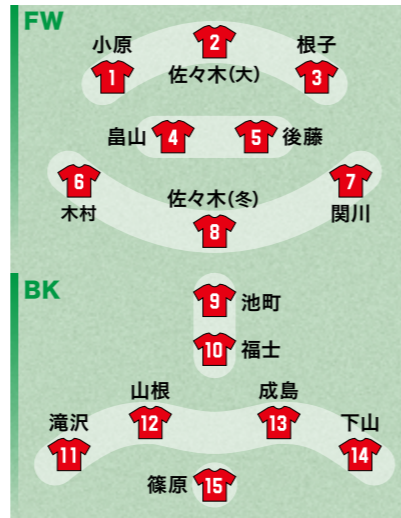 FW
小原
2
根子
1
佐々木(大)
3
畠山
4
5
後藤
6
木村
佐々木(冬)
8
7
関川
BK
9
池町
10
福士
山根
12
成島
13
滝沢
11
下山
14
篠原
15